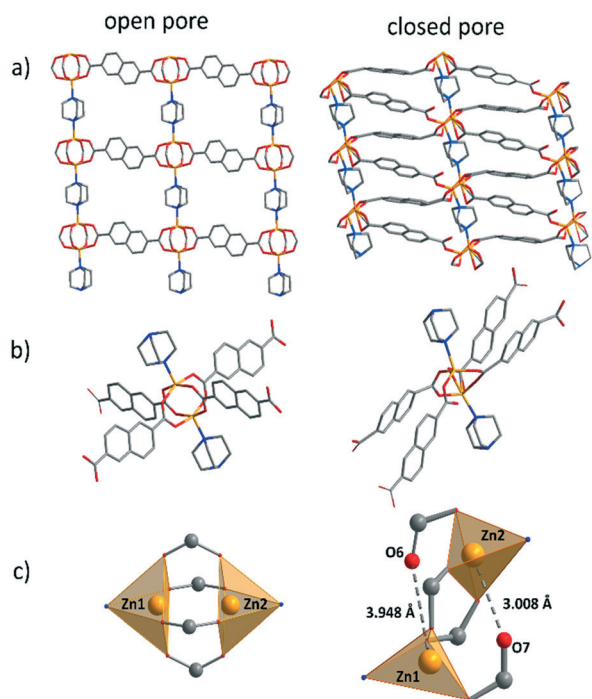 open pore
closed pore
a)
b)
c)
Zn1
Zn2
O6
Zn2
3.948 Å
3.008 Å
Zn1
O7